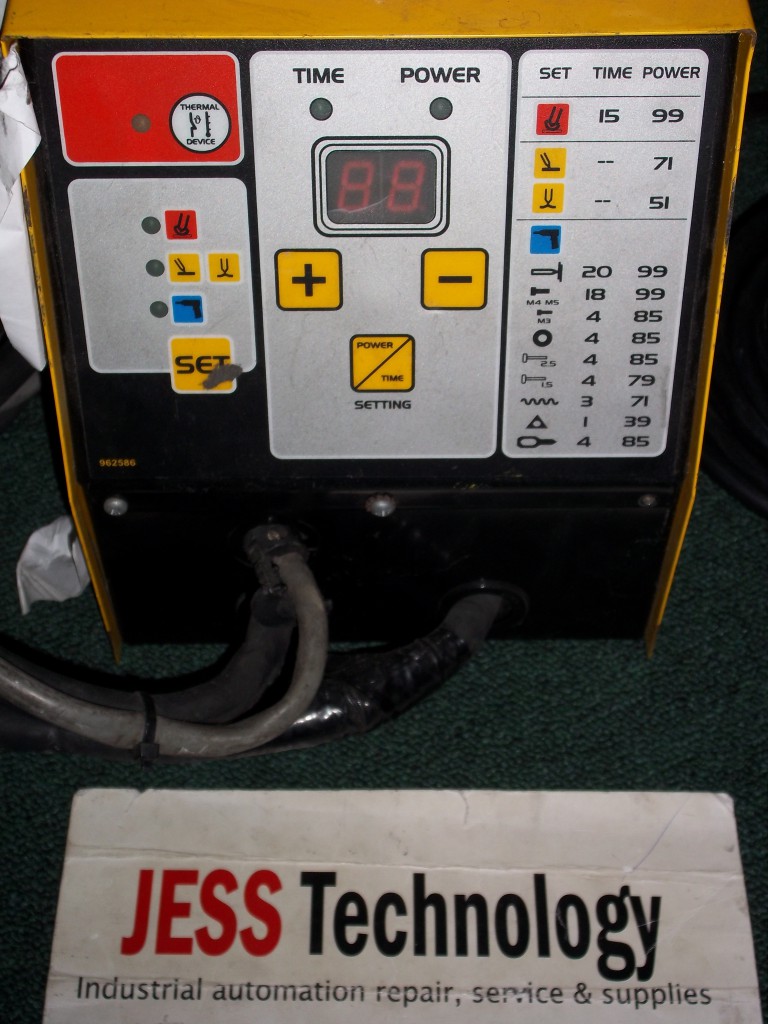 THERMAL
DEVICE
SET
962586
TIME POWER
88
+ -
POWER
TIME
SETTING
SET TIME POWER
15 99
-- 71
-- 51
20 99
M4 M5 18 99
M3 4 85
4 85
2.5 4 85
1.5 4 79
3 71
1 39
4 85
JESS Technology
Industrial automation repair, service & supplies